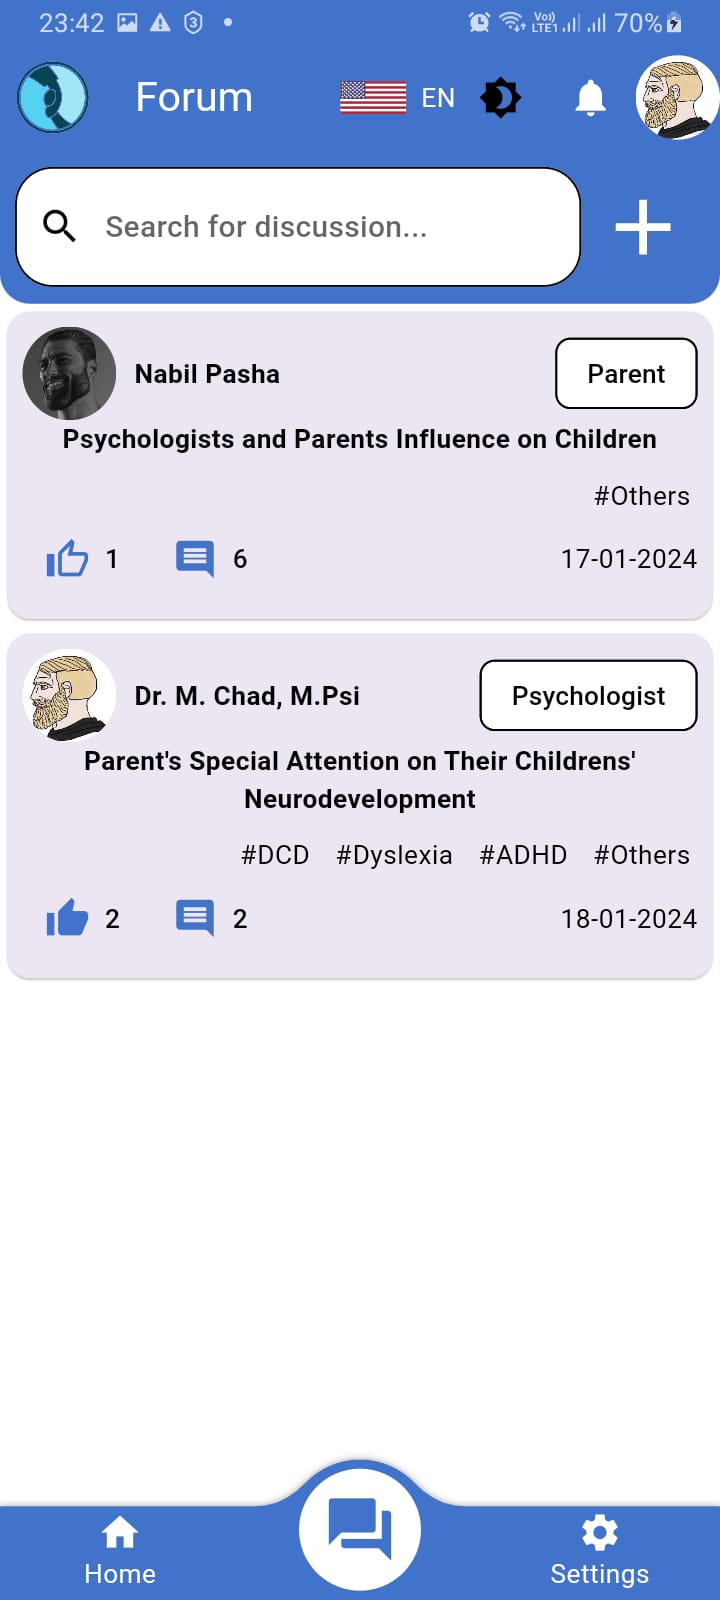 23:42 3 Vo)) LTE1 70%
Forum EN
Search for discussion...
Nabil Pasha Parent
Psychologists and Parents Influence on Children
#Others
1 6 17-01-2024
Dr. M. Chad, M.Psi Psychologist
Parent's Special Attention on Their Childrens'
Neurodevelopment
#DCD #Dyslexia #ADHD #Others
2 2 18-01-2024
Home Settings